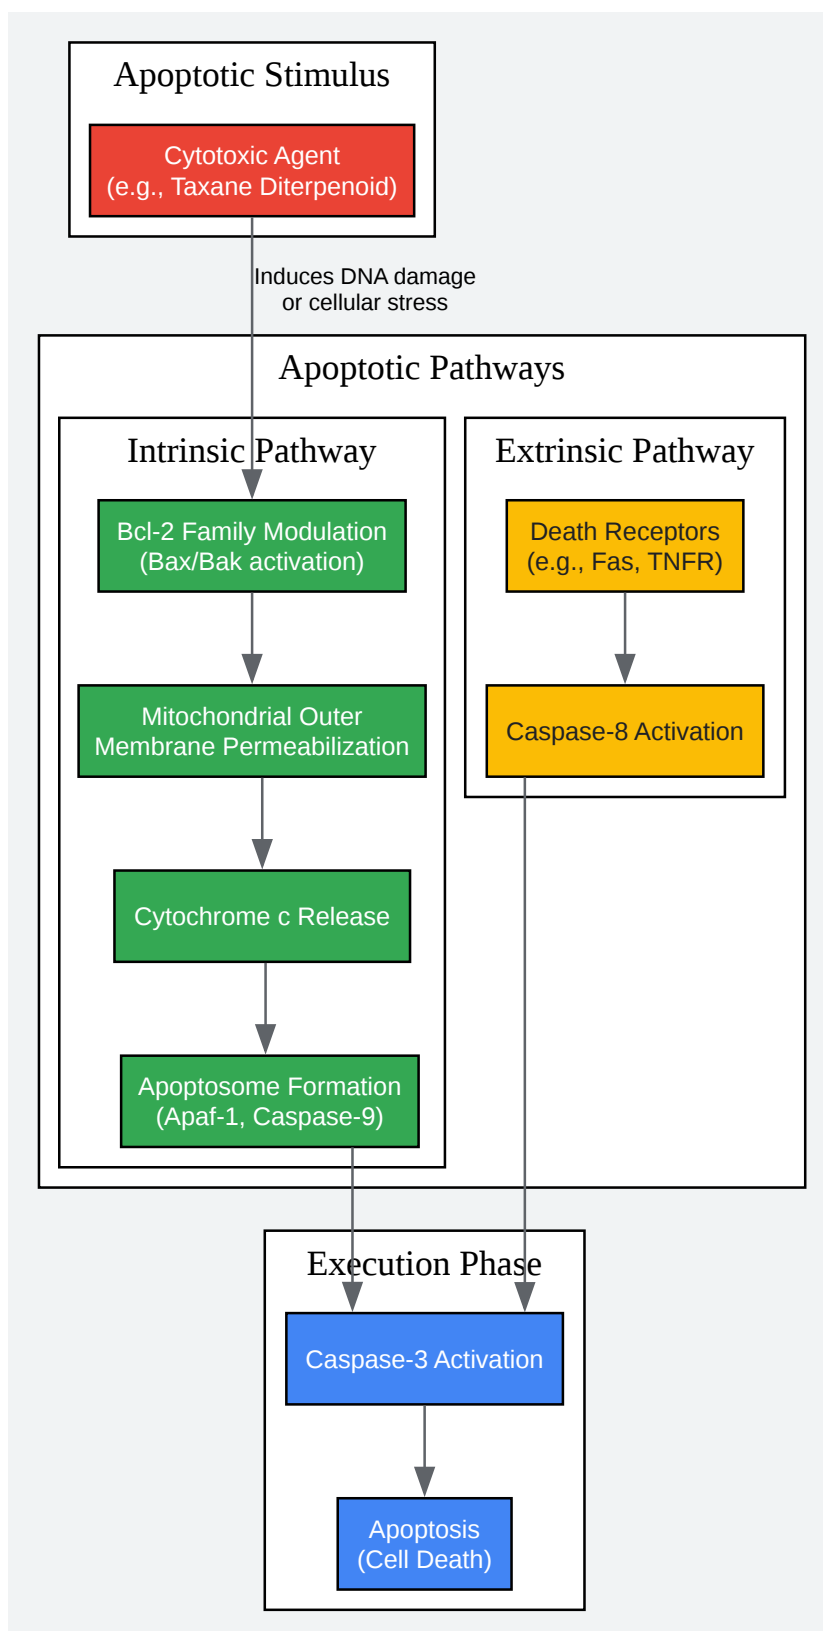 Apoptotic Stimulus
Cytotoxic Agent
(e.g., Taxane Diterpenoid)
Induces DNA damage
or cellular stress
Apoptotic Pathways
Intrinsic Pathway
Bcl-2 Family Modulation
(Bax/Bak activation)
Mitochondrial Outer
Membrane Permeabilization
Cytochrome c Release
Apoptosome Formation
(Apaf-1, Caspase-9)
Extrinsic Pathway
Death Receptors
(e.g., Fas, TNFR)
Caspase-8 Activation
Execution Phase
Caspase-3 Activation
Apoptosis
(Cell Death)